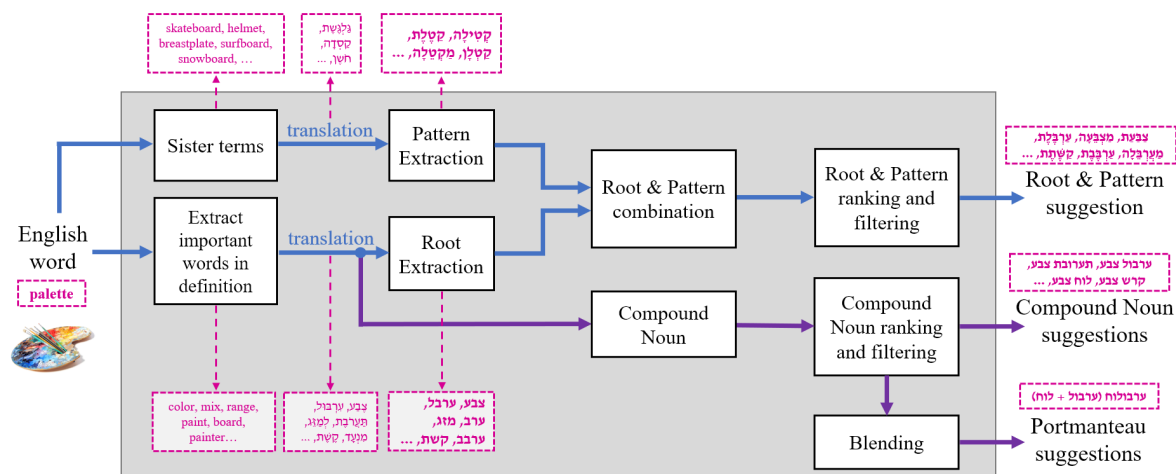 skateboard, helmet,
breastplate, surfboard,
snowboard, …
גַּלְגֶּשֶׁת,
קַסְדָּה,
חֹשֶׁן, ...
קְטִילָה, קַטֶּלֶת,
קַטְלָן, מִקְטָלָה, ...
Sister terms
translation
Pattern
Extraction
Root & Pattern
combination
Root & Pattern
ranking and
filtering
צבעת, מצבעה, ערבלת,
מערבלה, ערבבת, קשתת, ...
Root & Pattern
suggestion
English
word
palette
Extract
important
words in
definition
translation
Root
Extraction
Compound
Noun
Compound
Noun ranking
and filtering
ערבול צבע, תערובת צבע,
קרש צבע, לוח צבע, ...
Compound Noun
suggestions
color, mix, range,
paint, board,
painter…
צֶבַע, עִרְבּוּל,
תַּעֲרֹבֶת, לְמַזֵּג,
מִנְעָד, קֶשֶׁת, ...
צבע, ערבל,
ערב, מזג,
ערבב, קשת, ...
Blending
ערבולוח (ערבול + לוח)
Portmanteau
suggestions